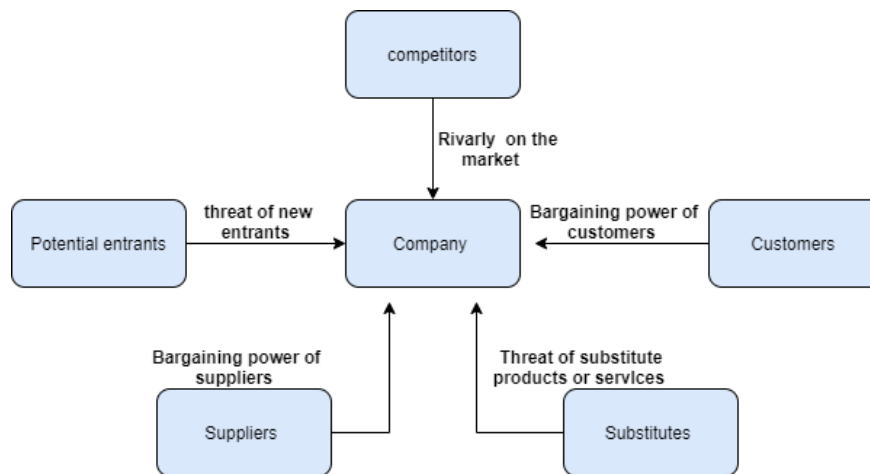 competitors
Rivarly on the
market
threat of new
entrants
Bargaining power of
customers
Potential entrants
Company
Customers
Bargaining power of
suppliers
Threat of substitute
products or services
Suppliers
Substitutes